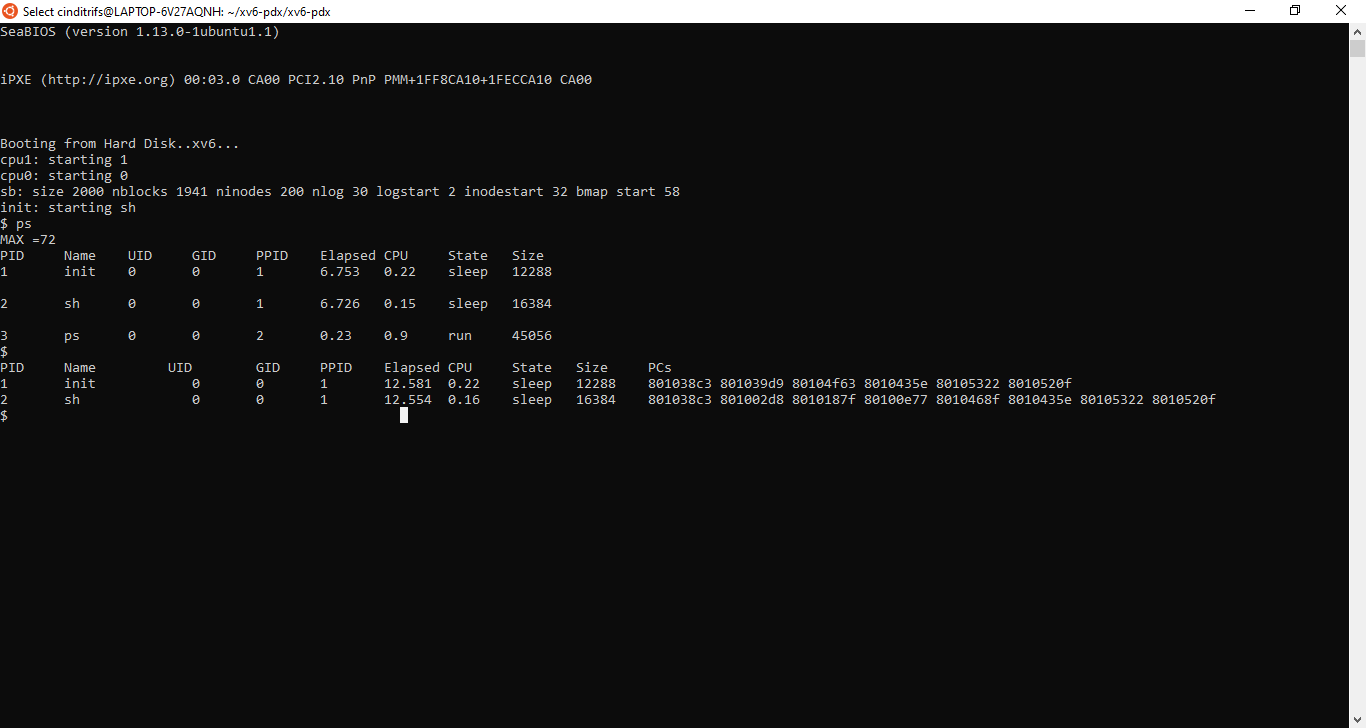 Select cinditrifs@LAPTOP-6V27AQNH: ~/xv6-pdx/xv6-pdx
SeaBIOS (version 1.13.0-1ubuntu1.1)
iPXE (http://ipxe.org) 00:03.0 CA00 PCI2.10 PnP PMM+1FF8CA10+1FECCA10 CA00
Booting from Hard Disk..xv6...
cpu1: starting 1
cpu0: starting 0
sb: size 2000 nblocks 1941 ninodes 200 nlog 30 logstart 2 inodestart 32 bmap start 58
init: starting sh
$ ps
MAX =72
PID Name UID GID PPID Elapsed CPU State Size
1 init 0 0 1 6.753 0.22 sleep 12288
2 sh 0 0 1 6.726 0.15 sleep 16384
3 ps 0 0 2 0.23 0.9 run 45056
$
PID Name UID GID PPID Elapsed CPU State Size PCs
1 init 0 0 1 12.581 0.22 sleep 12288 801038c3 801039d9 80104f63 8010435e 80105322 8010520f
2 sh 0 0 1 12.554 0.16 sleep 16384 801038c3 801002d8 8010187f 80100e77 8010468f 8010435e 80105322 8010520f
$